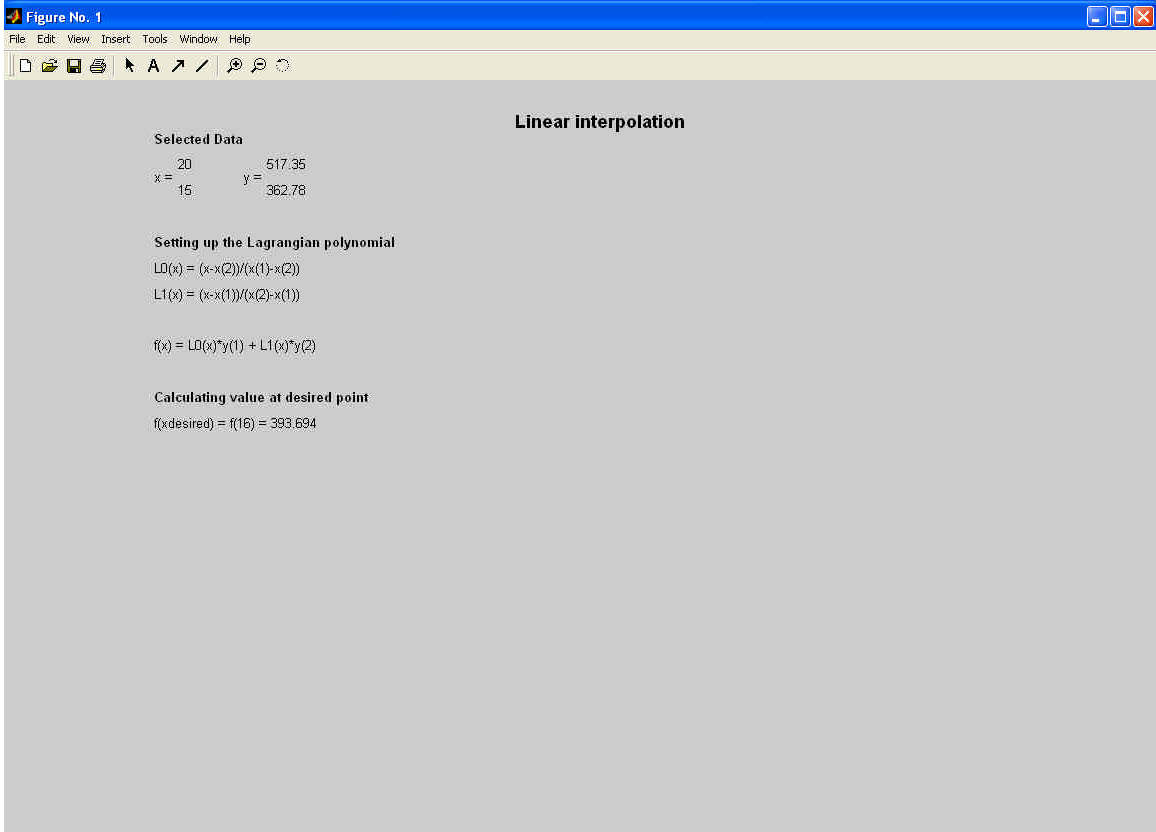 Figure No. 1
File Edit View Insert Tools Window Help
A
Linear interpolation
Selected Data
20 517.35
x = y =
15 362.78
Setting up the Lagrangian polynomial
L0(x) = (x-x(2))/(x(1)-x(2))
L1(x) = (x-x(1))/(x(2)-x(1))
f(x) = L0(x)*y(1) + L1(x)*y(2)
Calculating value at desired point
f(xdesired) = f(16) = 393.694